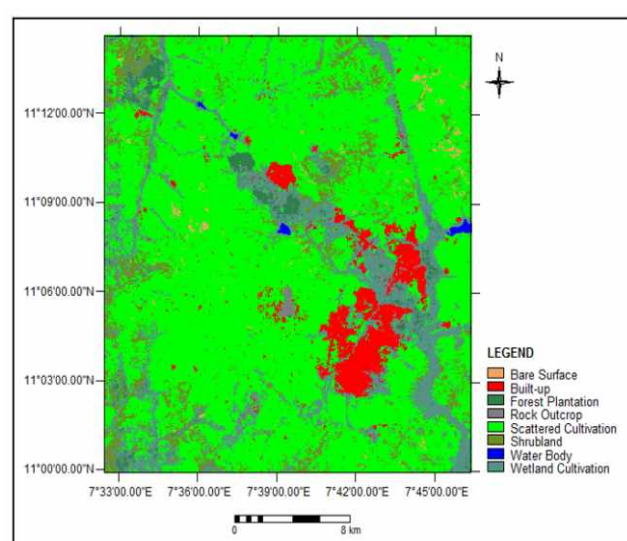 N
11°12'00.00"N
11°09'00.00"N
11°06'00.00"N
11°03'00.00"N
11°00'00.00"N
7°33'00.00"E 7°36'00.00"E 7°39'00.00"E 7°42'00.00"E 7°45'00.00"E
0 8 km
LEGEND
Bare Surface
Built-up
Forest Plantation
Rock Outcrop
Scattered Cultivation
Shrubland
Water Body
Wetland Cultivation